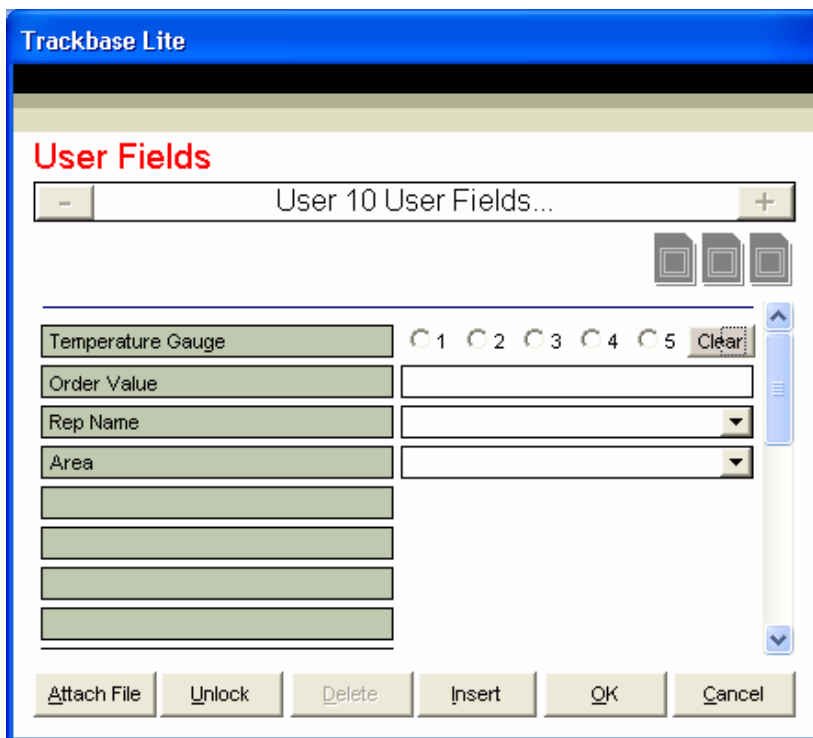 Trackbase Lite
User Fields
- User 10 User Fields... +
Temperature Gauge 1 2 3 4 5 Clear
Order Value
Rep Name
Area
Attach File Unlock Delete Insert OK Cancel